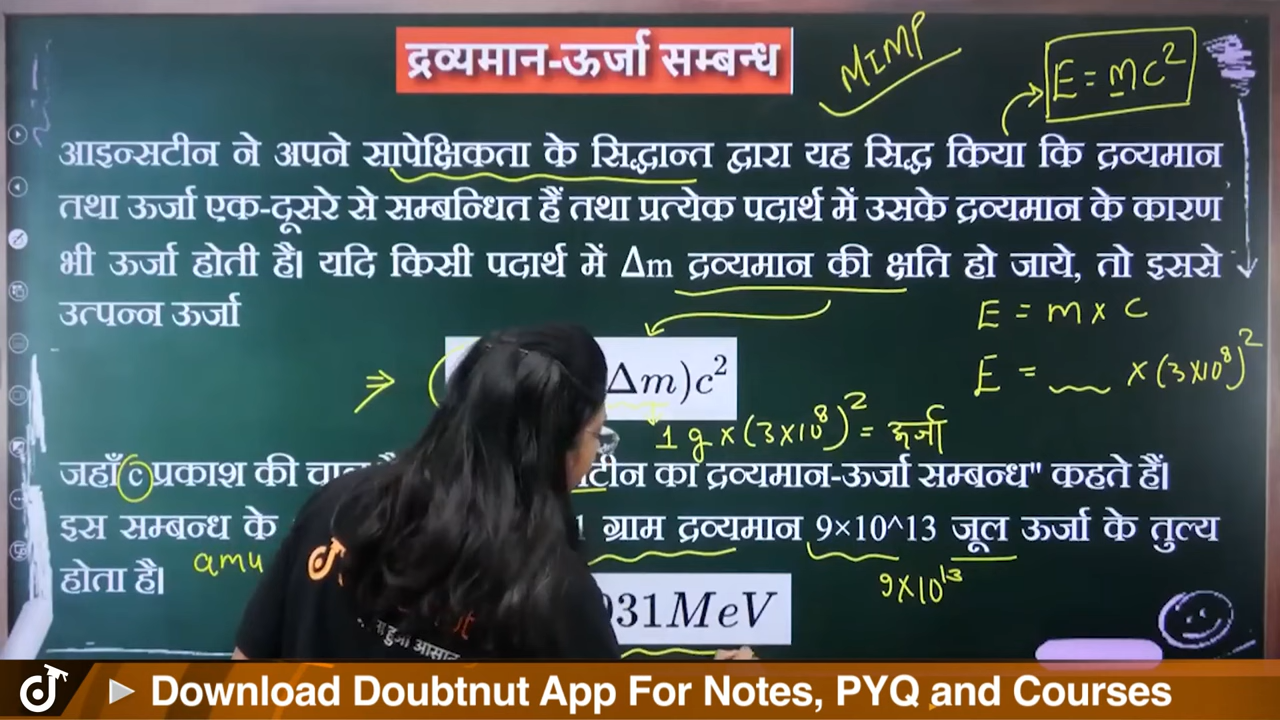 द्रव्यमान-ऊर्जा सम्बन्ध
MIMP
E = mc²
आइन्सटीन ने अपने सापेक्षिकता के सिद्धान्त द्वारा यह सिद्ध किया कि द्रव्यमान
तथा ऊर्जा एक-दूसरे से सम्बन्धित हैं तथा प्रत्येक पदार्थ में उसके द्रव्यमान के कारण
भी ऊर्जा होती है। यदि किसी पदार्थ में Δm द्रव्यमान की क्षति हो जाये, तो इससे
उत्पन्न ऊर्जा
E = m × c
E = __ × (3×10⁸)²
⇒ Δm)c²
1 g × (3×10⁸)² = ऊर्जा
जहाँ c प्रकाश की का द्रव्यमान-ऊर्जा सम्बन्ध" कहते हैं।
इस सम्बन्ध के 1 ग्राम द्रव्यमान 9×10^13 जूल ऊर्जा के तुल्य
amu
होता है।
9×10¹³
931MeV
Download Doubtnut App For Notes, PYQ and Courses